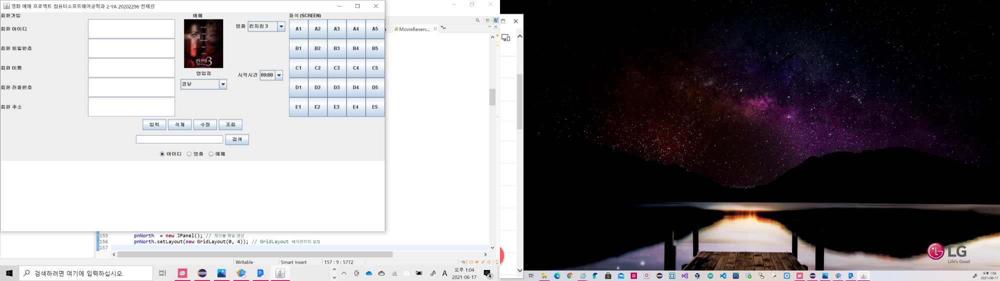 영화 예매 프로젝트 컴퓨터소프트웨어공학과 2-YA 20202296 전채린
회원가입
회원 아이디
회원 비밀번호
회원 이름
회원 전화번호
회원 주소
예매
컨저링3
영업점
강남
영화 컨저링 3
시작시간 09:00
좌석 (SCREEN)
A1 A2 A3 A4 A5
B1 B2 B3 B4 B5
C1 C2 C3 C4 C5
D1 D2 D3 D4 D5
E1 E2 E3 E4 E5
입력 삭제 수정 조회
검색
아이디 영화 예매
MovieReserv...
155 pnNorth = new JPanel(); // 레이블 패널 생성
156 pnNorth.setLayout(new GridLayout(0, 4)); // GridLayout 배치관리자 설정
157
Writable Smart Insert 157 : 9 : 5772
검색하려면 여기에 입력하십시오.
A
오후 1:04
2021-06-17
4
LG
Life's Good
오후 1:04
2021-06-17